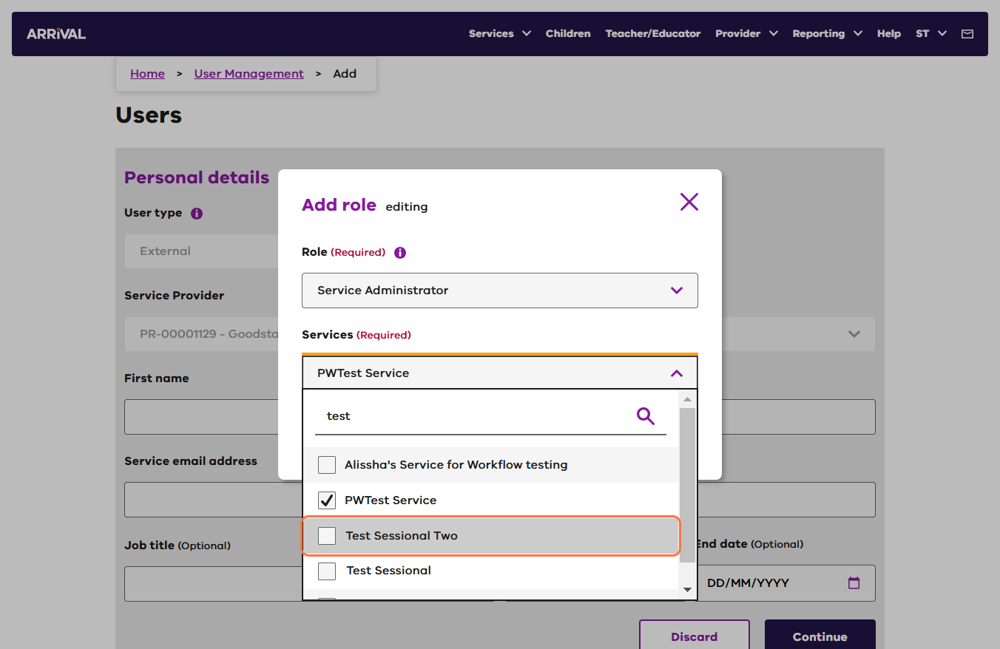 ARRiVAL
Services Children Teacher/Educator Provider Reporting Help ST
Home > User Management > Add
Users
Personal details
User type
External
Service Provider
PR-00001129 - Goodsta
First name
Service email address
Job title (Optional)
End date (Optional)
DD/MM/YYYY
Discard Continue
Add role editing
Role (Required)
Service Administrator
Services (Required)
PWTest Service
test
Alissha's Service for Workflow testing
PWTest Service
Test Sessional Two
Test Sessional